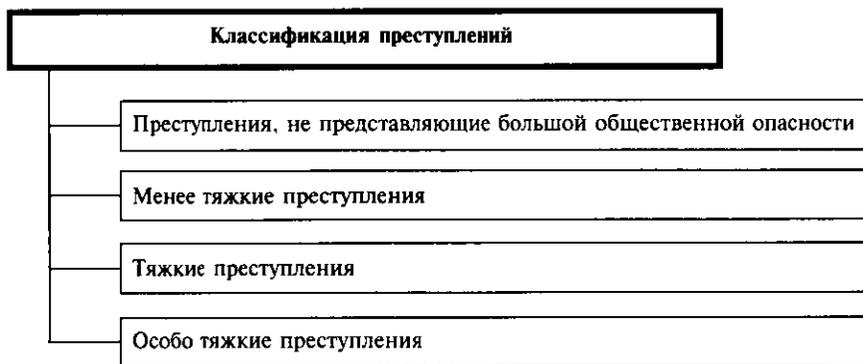 Классификация преступлений
Преступления, не представляющие большой общественной опасности
Менее тяжкие преступления
Тяжкие преступления
Особо тяжкие преступления